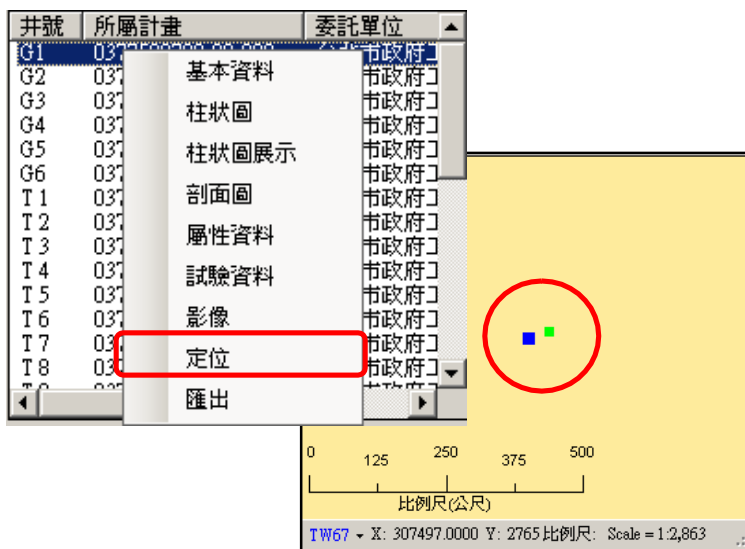 井號 所屬計畫 委託單位
G1
G2 市政府
G3 市政府
G4 市政府
G5 市政府
G6 市政府
T1 市政府
T2 市政府
T3 市政府
T4 市政府
T5 市政府
T6 市政府
T7 市政府
T8 市政府
基本資料
柱狀圖
柱狀圖展示
剖面圖
屬性資料
試驗資料
影像
定位
匯出
0 125 250 375 500
比例尺(公尺)
TW67 X: 307497.0000 Y: 2765 比例尺: Scale = 1:2,863